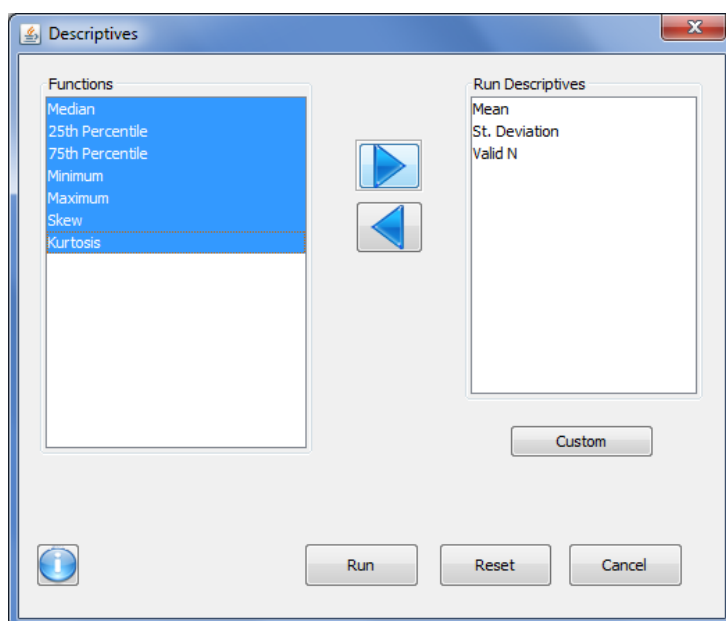 Descriptives
Functions
Median
25th Percentile
75th Percentile
Minimum
Maximum
Skew
Kurtosis
Run Descriptives
Mean
St. Deviation
Valid N
Custom
Run
Reset
Cancel